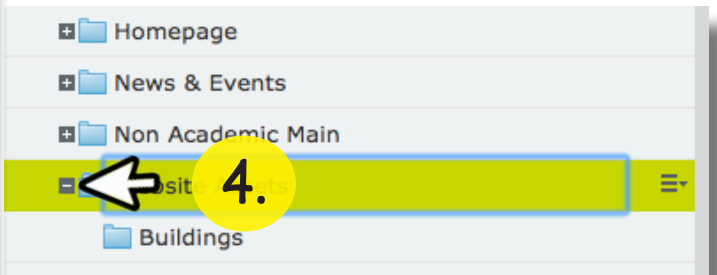 Homepage
News & Events
Non Academic Main
4.
Buildings